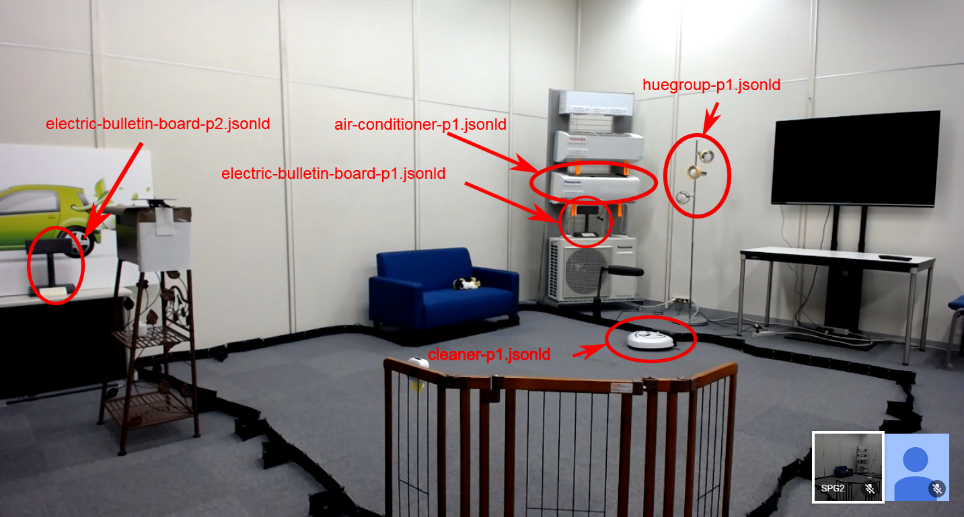 huegroup-p1.jsonld
electric-bulletin-board-p2.jsonld
air-conditioner-p1.jsonld
electric-bulletin-board-p1.jsonld
cleaner-p1.jsonld
SPG2